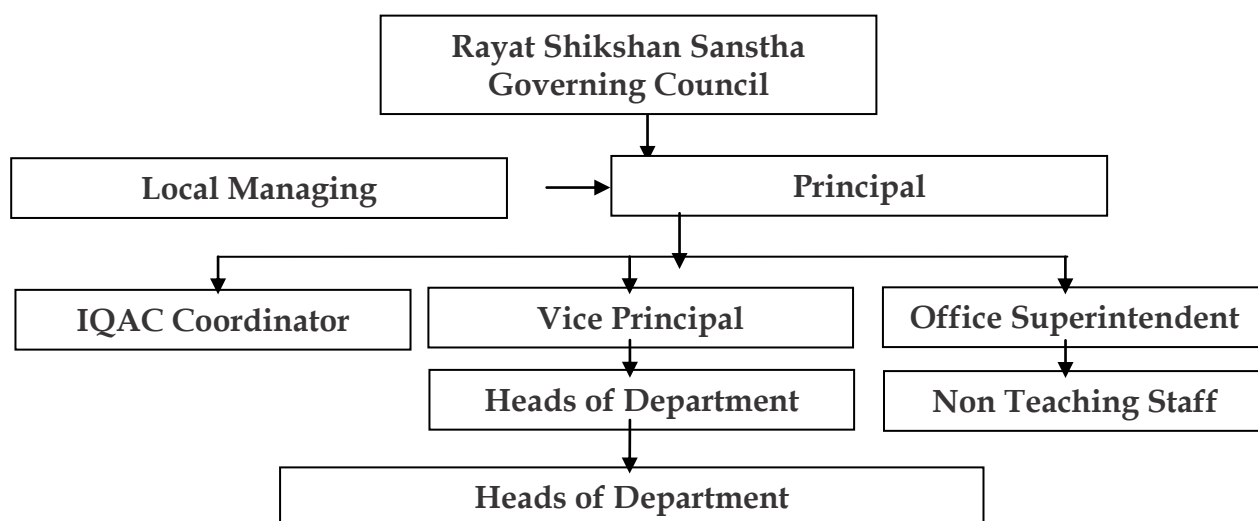 Rayat Shikshan Sanstha
Governing Council
Local Managing
Principal
IQAC Coordinator
Vice Principal
Office Superintendent
Heads of Department
Non Teaching Staff
Heads of Department